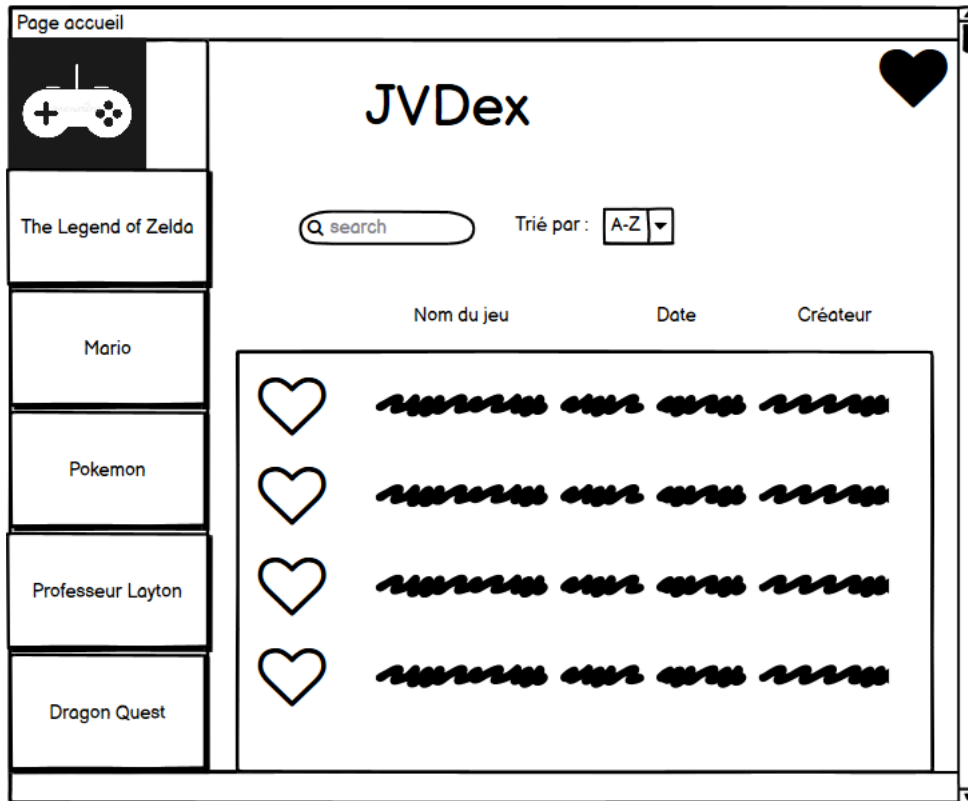 Page accueil
JVDex
search
Trié par :
A-Z
Nom du jeu
Date
Créateur
The Legend of Zelda
Mario
Pokemon
Professeur Layton
Dragon Quest